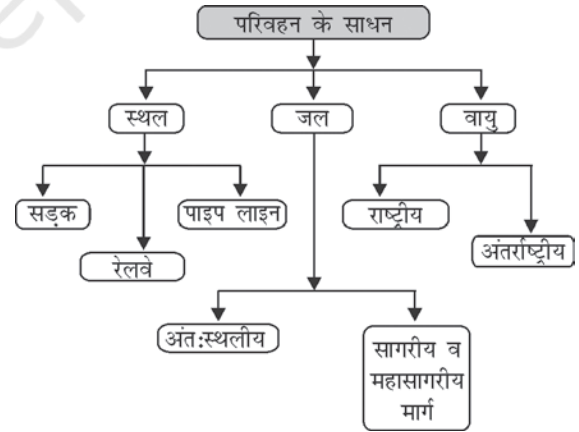 परिवहन के साधन
स्थल
जल
वायु
सड़क
रेलवे
पाइप लाइन
राष्ट्रीय
अंतर्राष्ट्रीय
अंत:स्थलीय
सागरीय व
महासागरीय
मार्ग